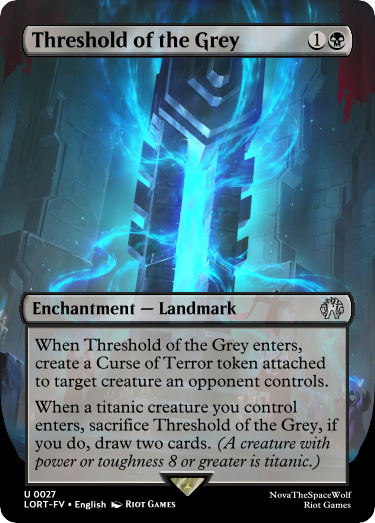 Threshold of the Grey 1
Enchantment — Landmark
When Threshold of the Grey enters,
create a Curse of Terror token attached
to target creature an opponent controls.
When a titanic creature you control
enters, sacrifice Threshold of the Grey, if
you do, draw two cards. (A creature with
power or toughness 8 or greater is titanic.)
U 0027
LORT-FV • English Riot Games
NovaTheSpaceWolf
Riot Games